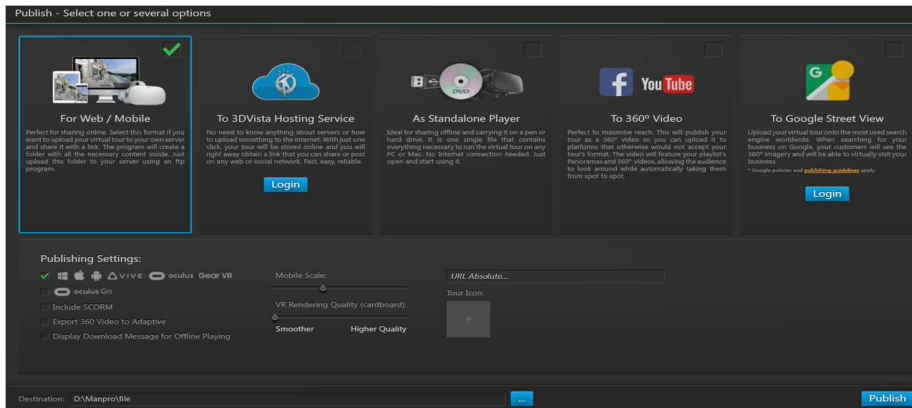 Publish - Select one or several options
For Web / Mobile
Perfect for sharing online. Select this format if you
want to upload your virtual tour to your own server
and share it with a link. The program will create a
folder with all the necessary content inside. Just
upload this folder to your server using an ftp
program.
To 3DVista Hosting Service
No need to know anything about servers or how
to upload something to the internet. With just one
click, your tour will be stored online and you will
right away obtain a link that you can share or post
on any web or social network. Fast, easy, reliable.
Login
DVD
As Standalone Player
Ideal for sharing offline and carrying it on a pen or
hard drive. It is one single file that contains
everything necessary to run the virtual tour on any
PC or Mac. No Internet connection needed. Just
open and start using it.
f YouTube
To 360º Video
Perfect to maximise reach. This will publish your
tour as a 360º video so you can upload it to
platforms that otherwise would not accept your
tour's format. The video will feature your playlist's
Panoramas and 360º videos, allowing the audience
to look around while automatically taking them
from spot to spot.
G
To Google Street View
Upload your virtual tour onto the most used search
engine worldwide. When searching for your
business on Google, your customers will see the
360º imagery and will be able to virtually visit your
business.
* Google policies and publishing guidelines apply.
Login
Publishing Settings:
VIVE oculus Gear VR
oculus Go
Include SCORM
Export 360 Video to Adaptive
Display Download Message for Offline Playing
Mobile Scale:
VR Rendering Quality (cardboard):
Smoother Higher Quality
URL Absolute...
Tour Icon:
+
Destination: D:\Manpro\file
...
Publish